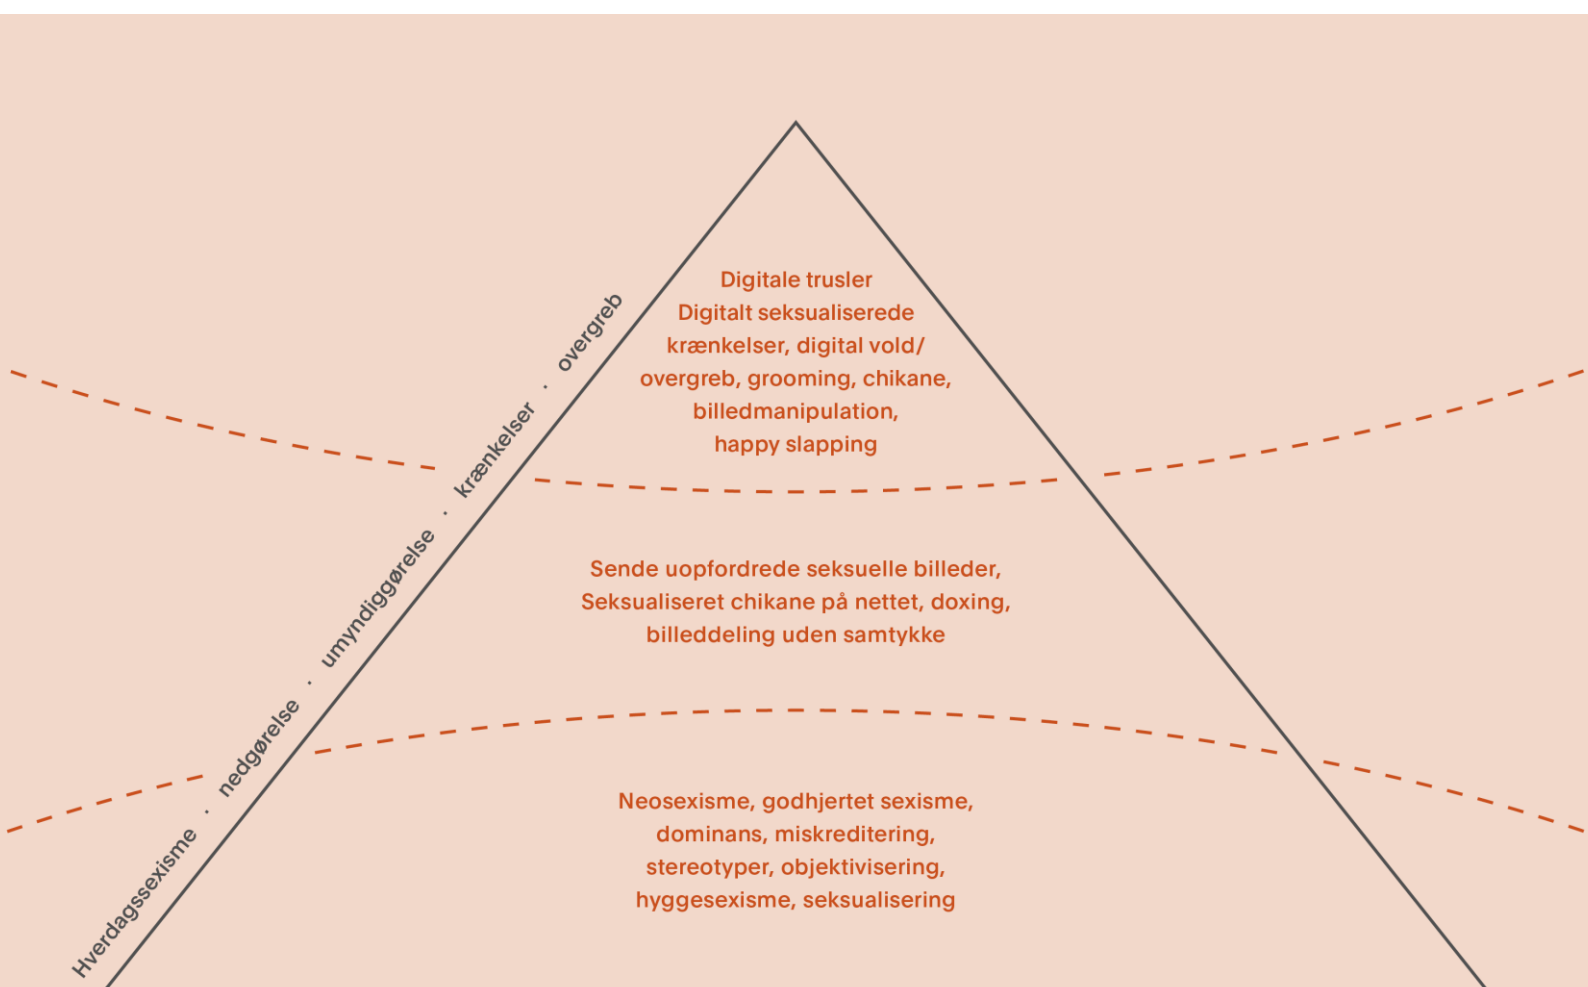 Digitale trusler
Digitalt seksualiserede
krænkelser, digital vold/
overgreb, grooming, chikane,
billedmanipulation,
happy slapping
Sende uopfordrede seksuelle billeder,
Seksualiseret chikane på nettet, doxing,
billeddeling uden samtykke
Neosexisme, godhjertet sexisme,
dominans, miskreditering,
stereotyper, objektivisering,
hyggesexisme, seksualisering
Hverdagssexisme · nedgørelse · umyndiggørelse · krænkelser · overgreb